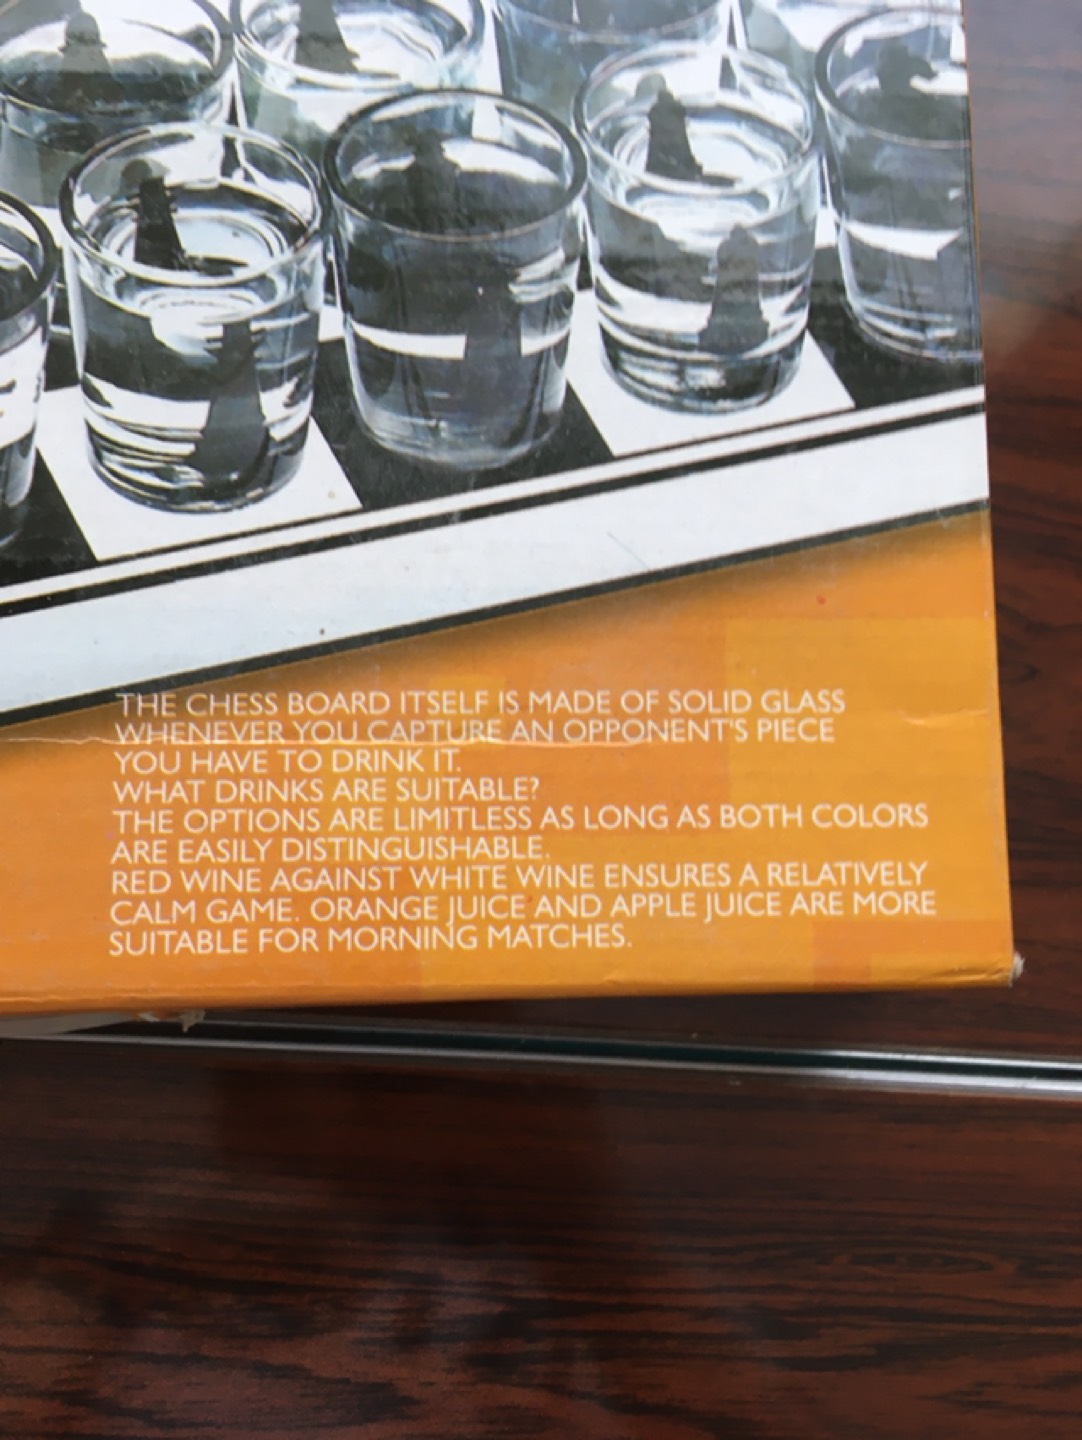 THE CHESS BOARD ITSELF IS MADE OF SOLID GLASS
WHENEVER YOU CAPTURE AN OPPONENT'S PIECE
YOU HAVE TO DRINK IT.
WHAT DRINKS ARE SUITABLE?
THE OPTIONS ARE LIMITLESS AS LONG AS BOTH COLORS
ARE EASILY DISTINGUISHABLE.
RED WINE AGAINST WHITE WINE ENSURES A RELATIVELY
CALM GAME. ORANGE JUICE AND APPLE JUICE ARE MORE
SUITABLE FOR MORNING MATCHES.